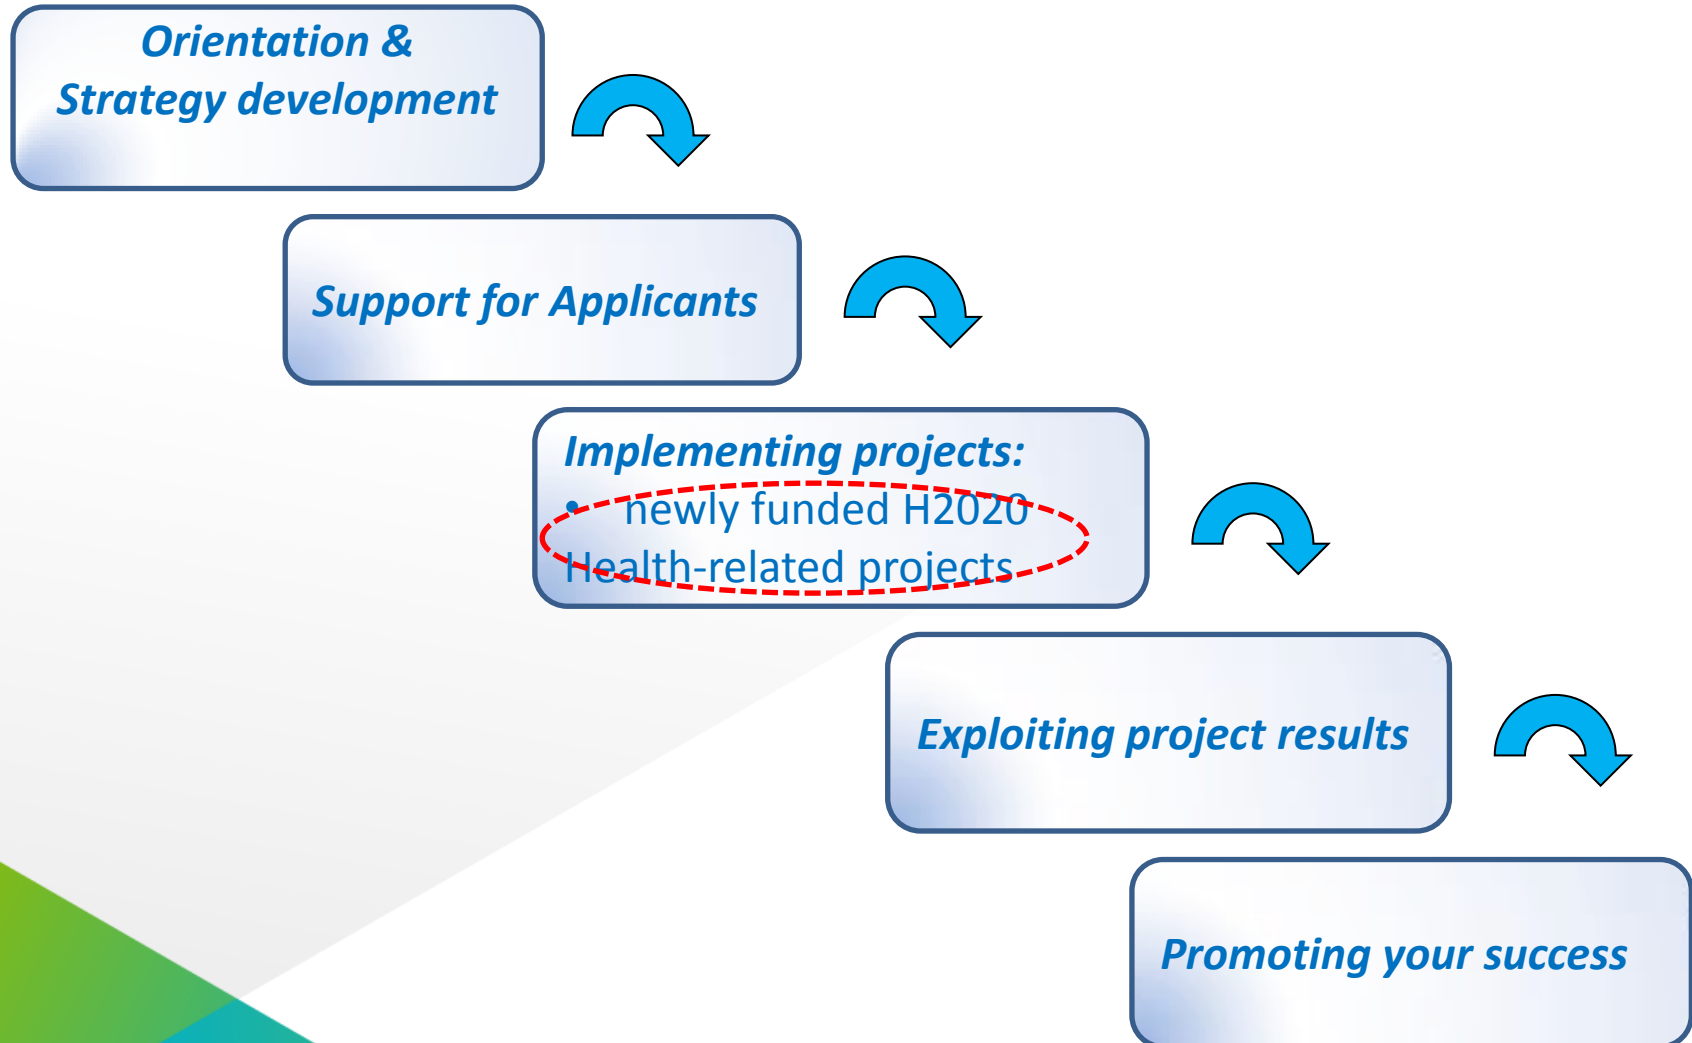 Orientation &
Strategy development
Support for Applicants
Implementing projects:
• newly funded H2020
Health-related projects
Exploiting project results
Promoting your success